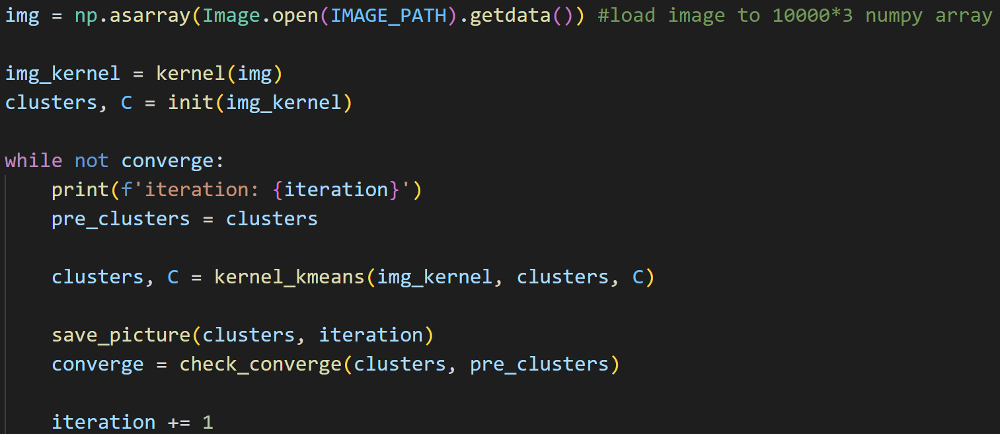 img = np.asarray(Image.open(IMAGE_PATH).getdata()) #load image to 10000*3 numpy array
img_kernel = kernel(img)
clusters, C = init(img_kernel)
while not converge:
    print(f'iteration: {iteration}')
    pre_clusters = clusters
    clusters, C = kernel_kmeans(img_kernel, clusters, C)
    save_picture(clusters, iteration)
    converge = check_converge(clusters, pre_clusters)
    iteration += 1